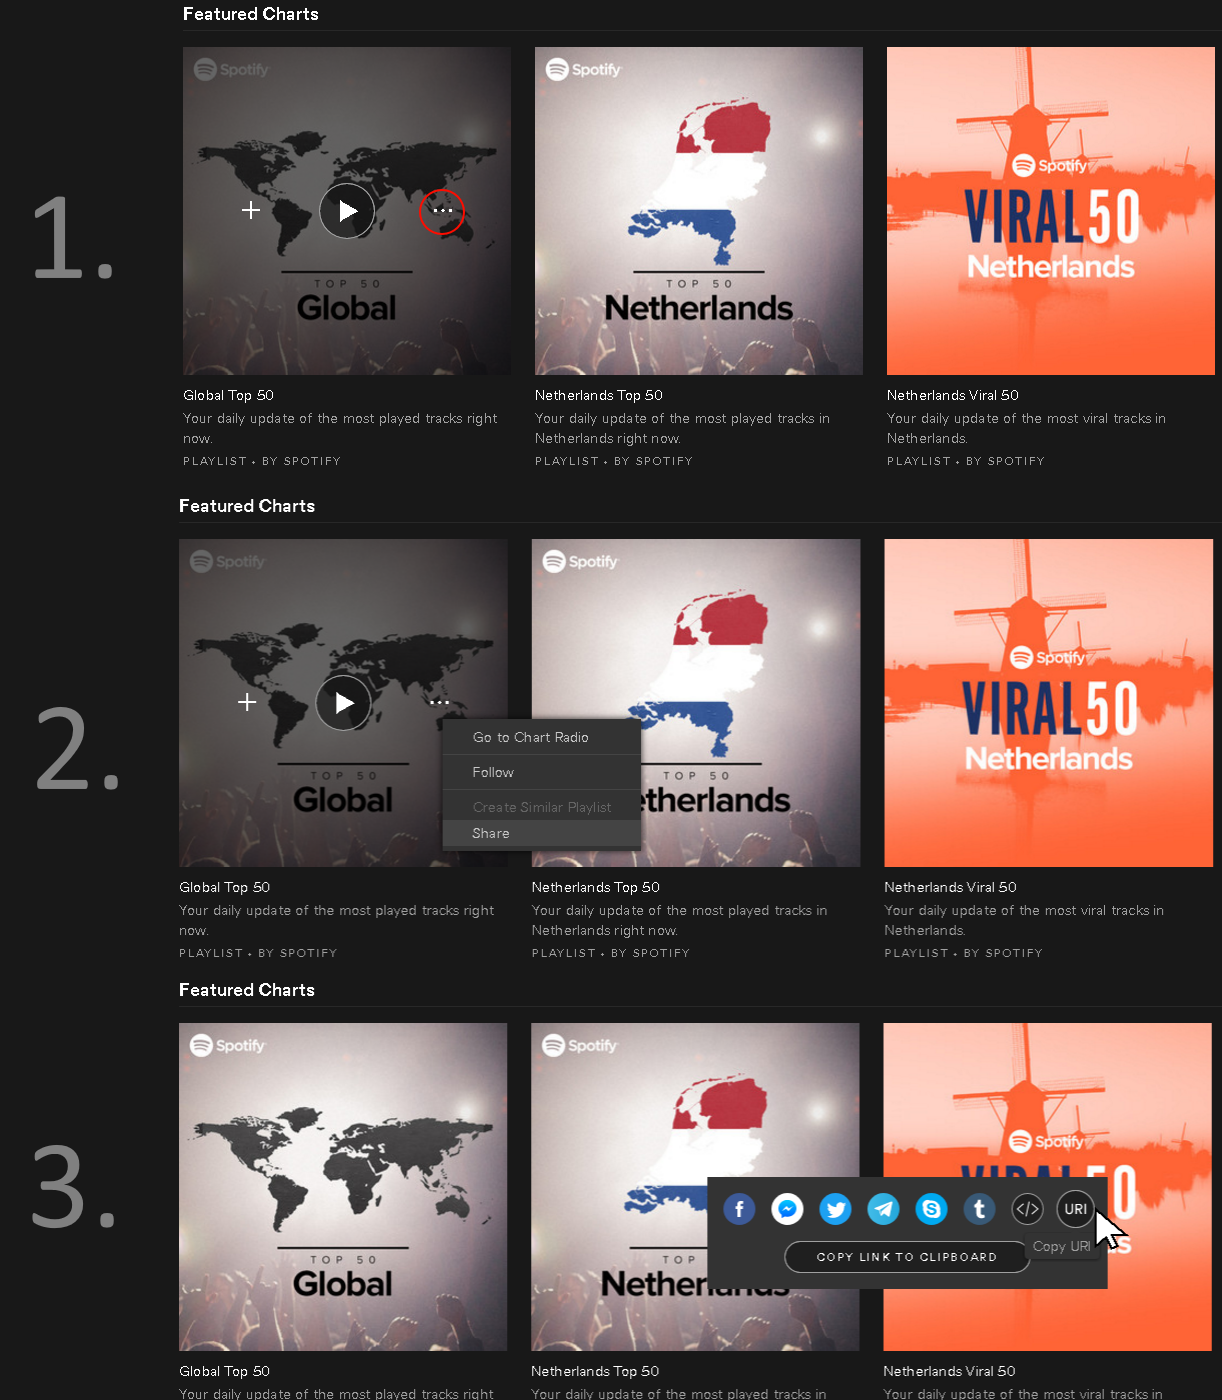 Featured Charts
1.
Spotify
TOP 50
Global
Spotify
TOP 50
Netherlands
Spotify
VIRAL50
Netherlands
Global Top 50
Your daily update of the most played tracks right
now.
PLAYLIST • BY SPOTIFY
Netherlands Top 50
Your daily update of the most played tracks in
Netherlands right now.
PLAYLIST • BY SPOTIFY
Netherlands Viral 50
Your daily update of the most viral tracks in
Netherlands.
PLAYLIST • BY SPOTIFY
Featured Charts
2.
Spotify
TOP 50
Global
Go to Chart Radio
Follow
Create Similar Playlist
Share
Spotify
TOP 50
therlands
Spotify
VIRAL50
Netherlands
Global Top 50
Your daily update of the most played tracks right
now.
PLAYLIST • BY SPOTIFY
Netherlands Top 50
Your daily update of the most played tracks in
Netherlands right now.
PLAYLIST • BY SPOTIFY
Netherlands Viral 50
Your daily update of the most viral tracks in
Netherlands.
PLAYLIST • BY SPOTIFY
Featured Charts
3.
Spotify
TOP 50
Global
Spotify
TOP
Netherlands
Spotify
VIRAL50
URI
COPY LINK TO CLIPBOARD
Copy URI
Global Top 50
Your daily update of the most played tracks right
Netherlands Top 50
Your daily update of the most played tracks in
Netherlands Viral 50
Your daily update of the most viral tracks in